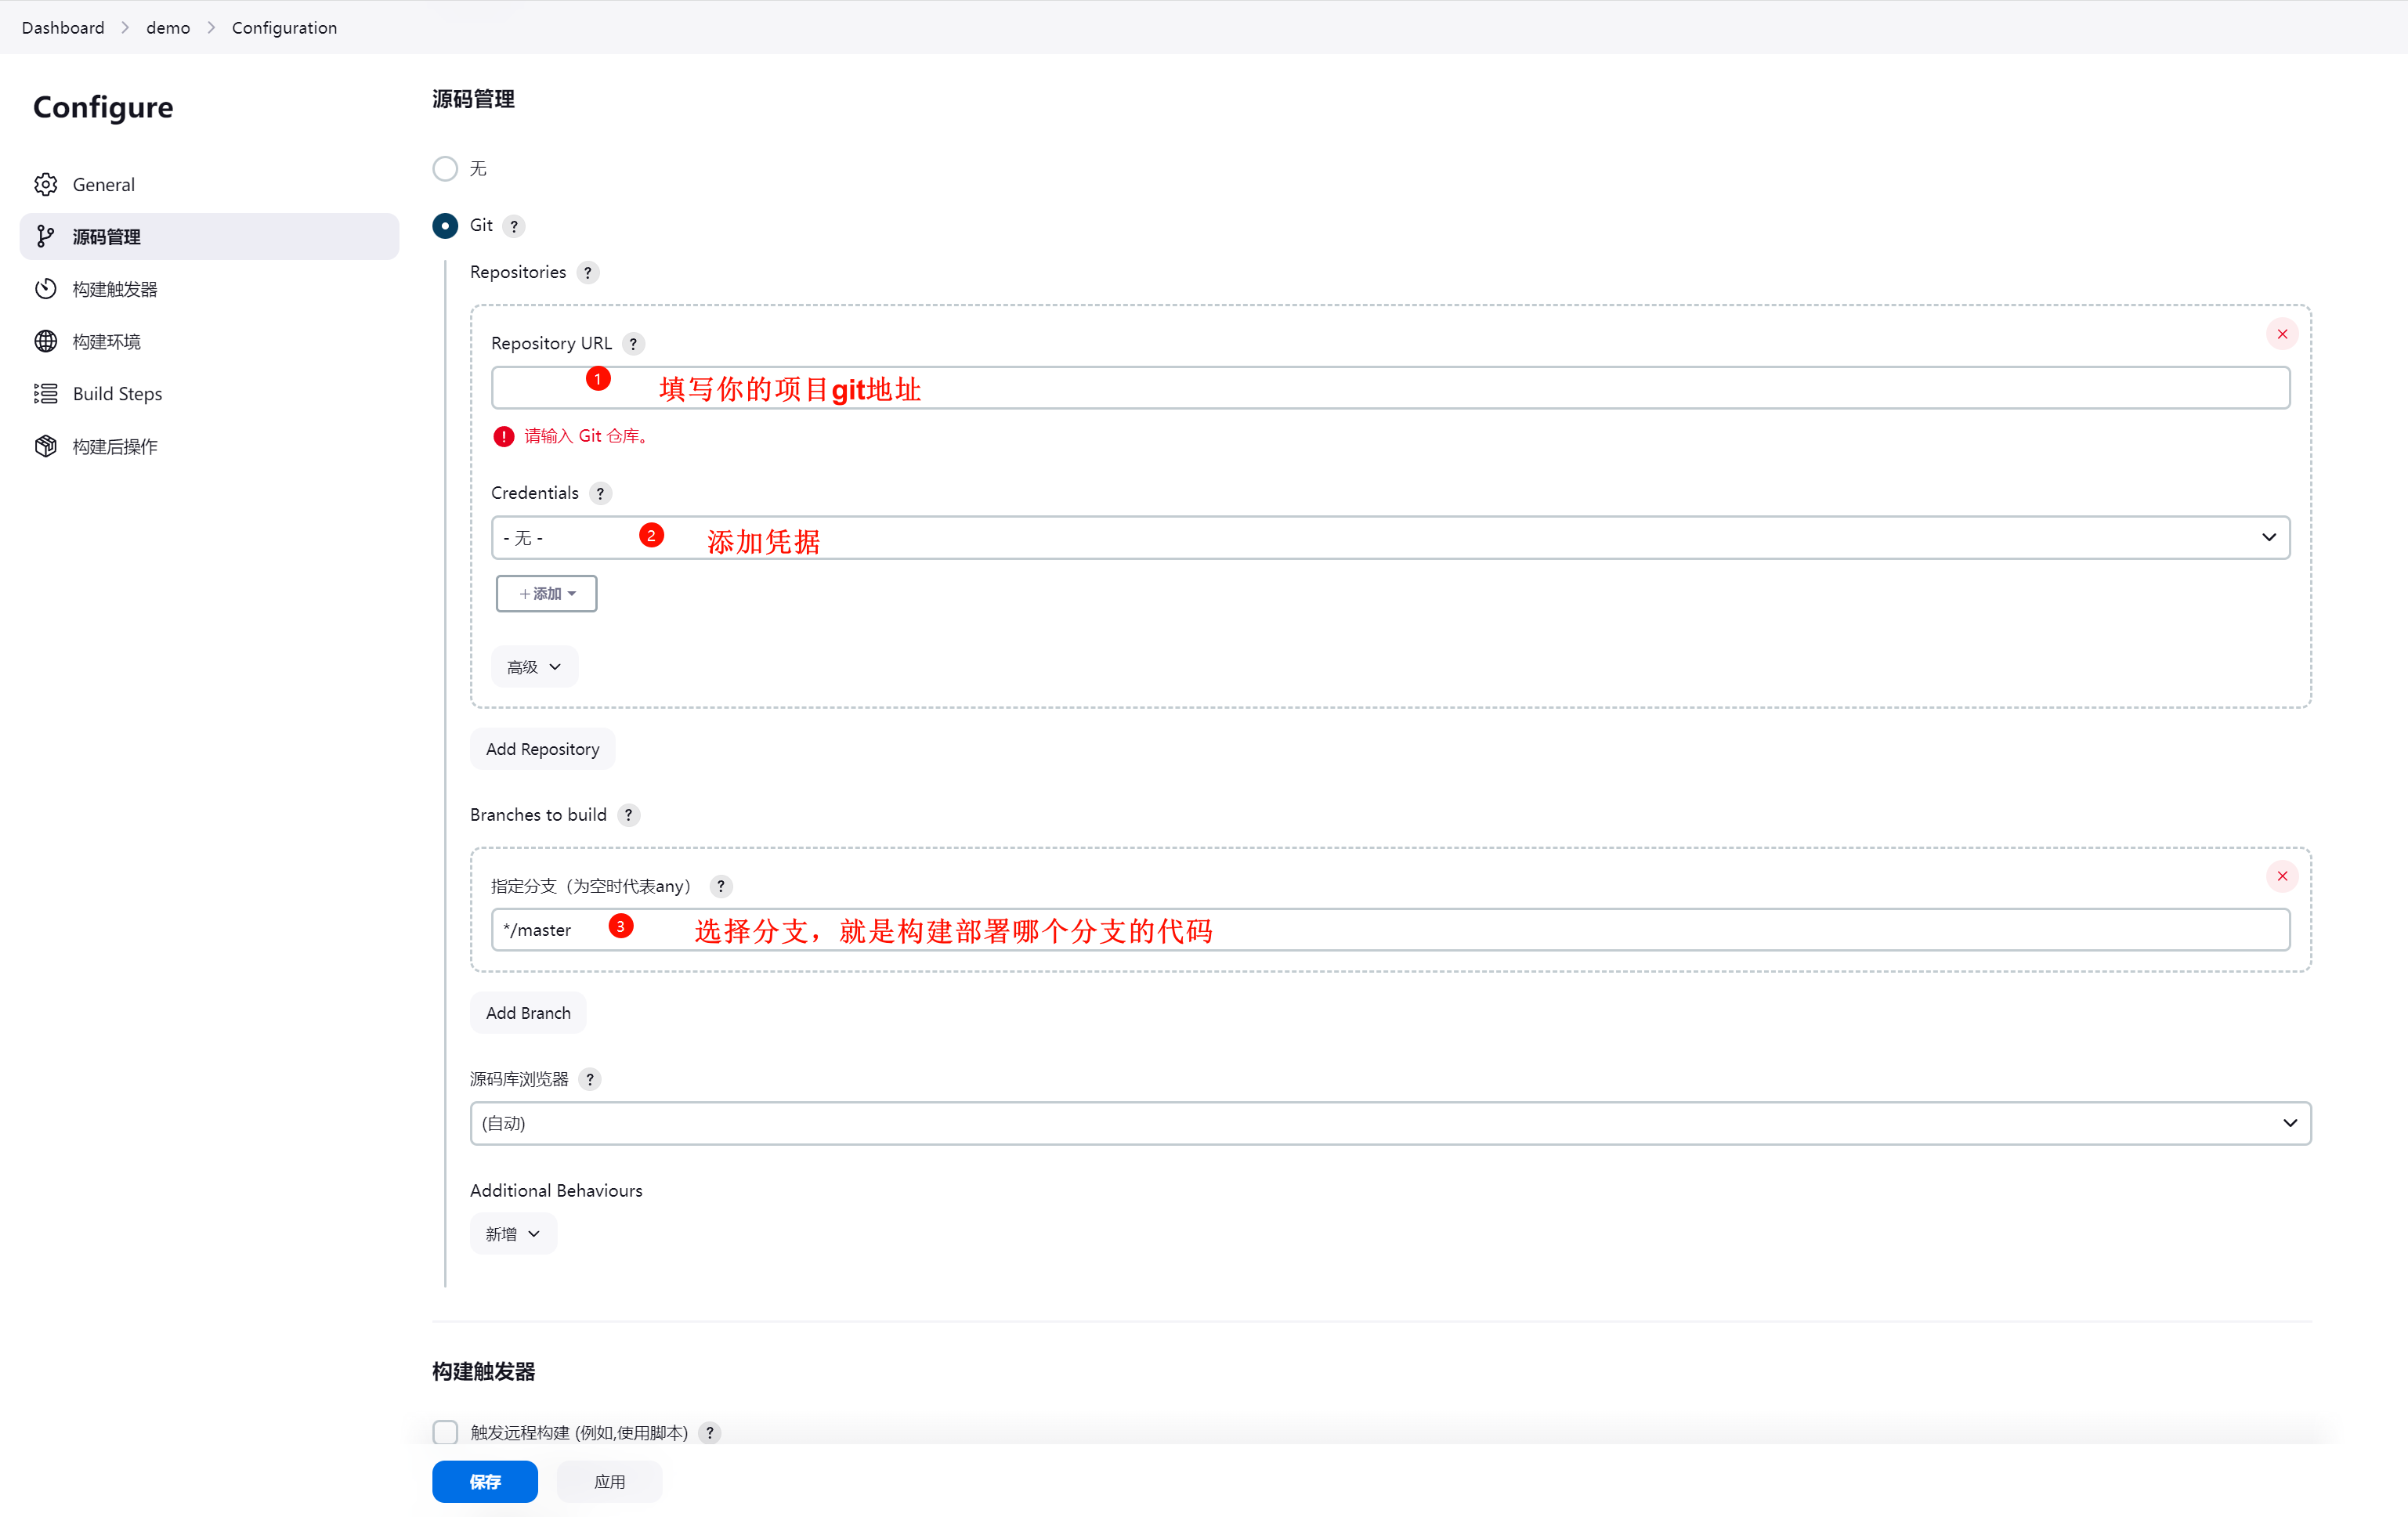 Dashboard > demo > Configuration
Configure
General
源码管理
构建触发器
构建环境
Build Steps
构建后操作
源码管理
无
Git ?
Repositories ?
Repository URL ?
1 填写你的项目git地址
! 请输入 Git 仓库。
Credentials ?
- 无 - 2 添加凭据
+添加
高级
Add Repository
Branches to build ?
指定分支（为空时代表any） ?
*/master 3 选择分支，就是构建部署哪个分支的代码
Add Branch
源码库浏览器 ?
(自动)
Additional Behaviours
新增
构建触发器
触发远程构建 (例如,使用脚本) ?
保存 应用